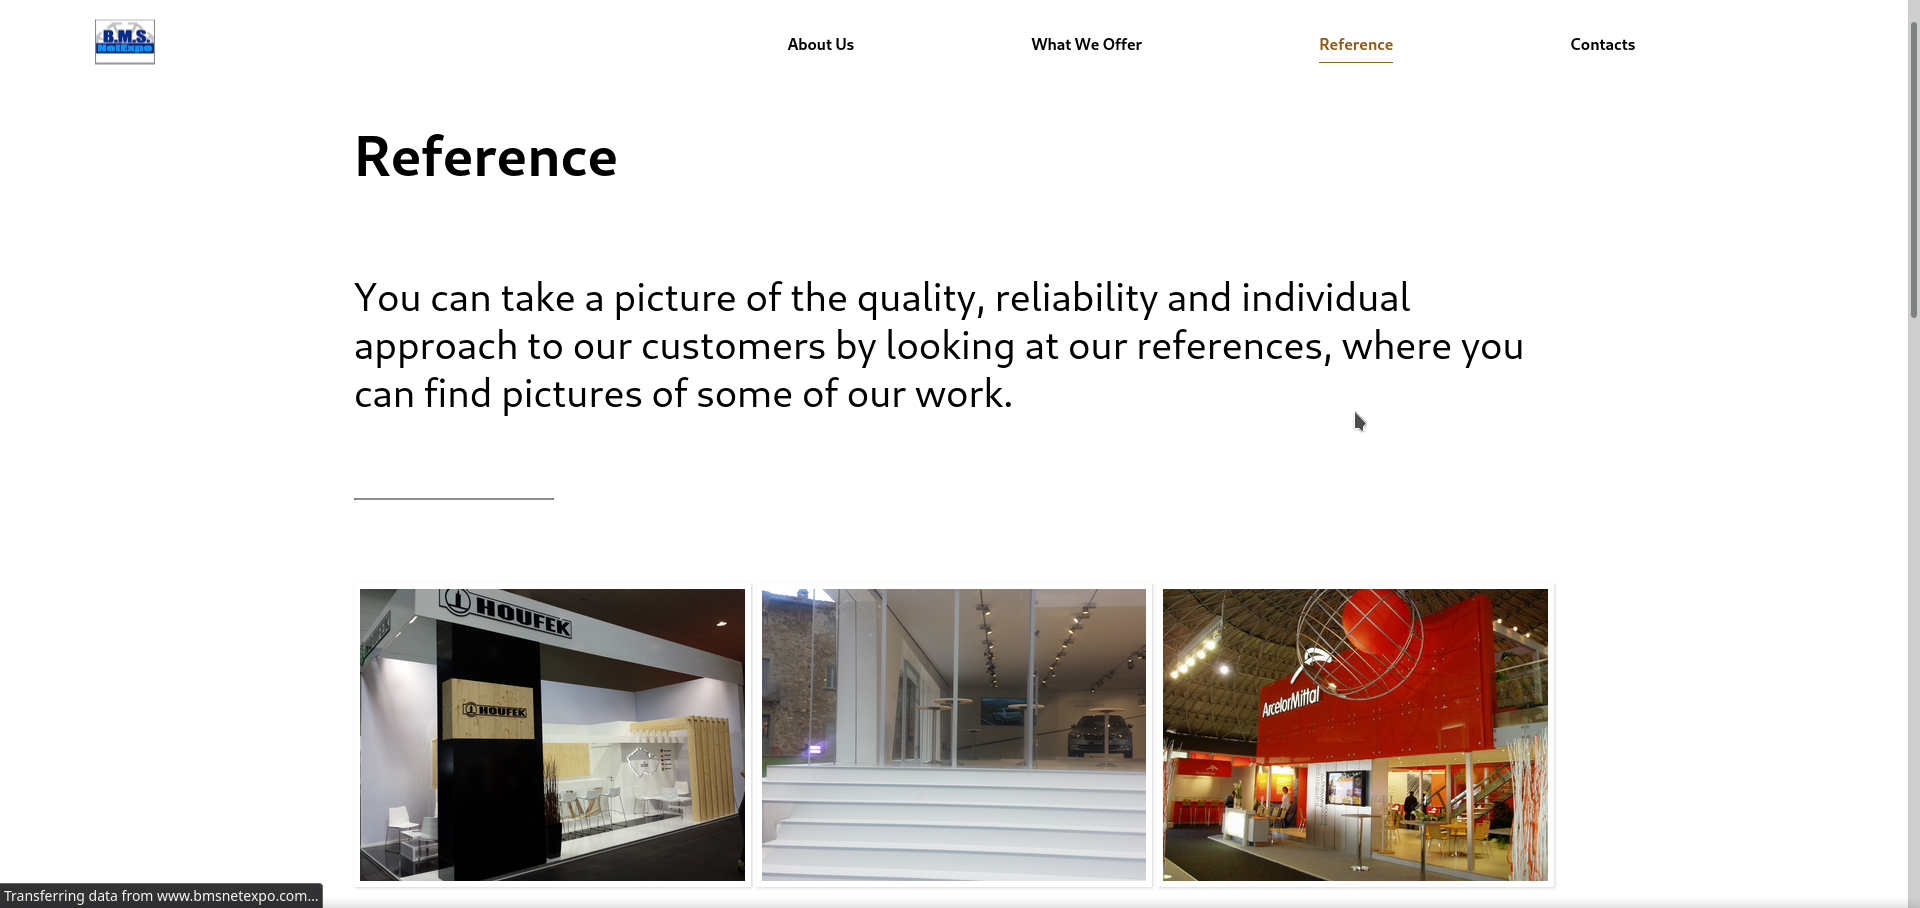 B.M.S.
NetExpo
About Us
What We Offer
Reference
Contacts
Reference
You can take a picture of the quality, reliability and individual
approach to our customers by looking at our references, where you
can find pictures of some of our work.
HOUFEK
HOUFEK
ArcelorMittal
Transferring data from www.bmsnetexpo.com...